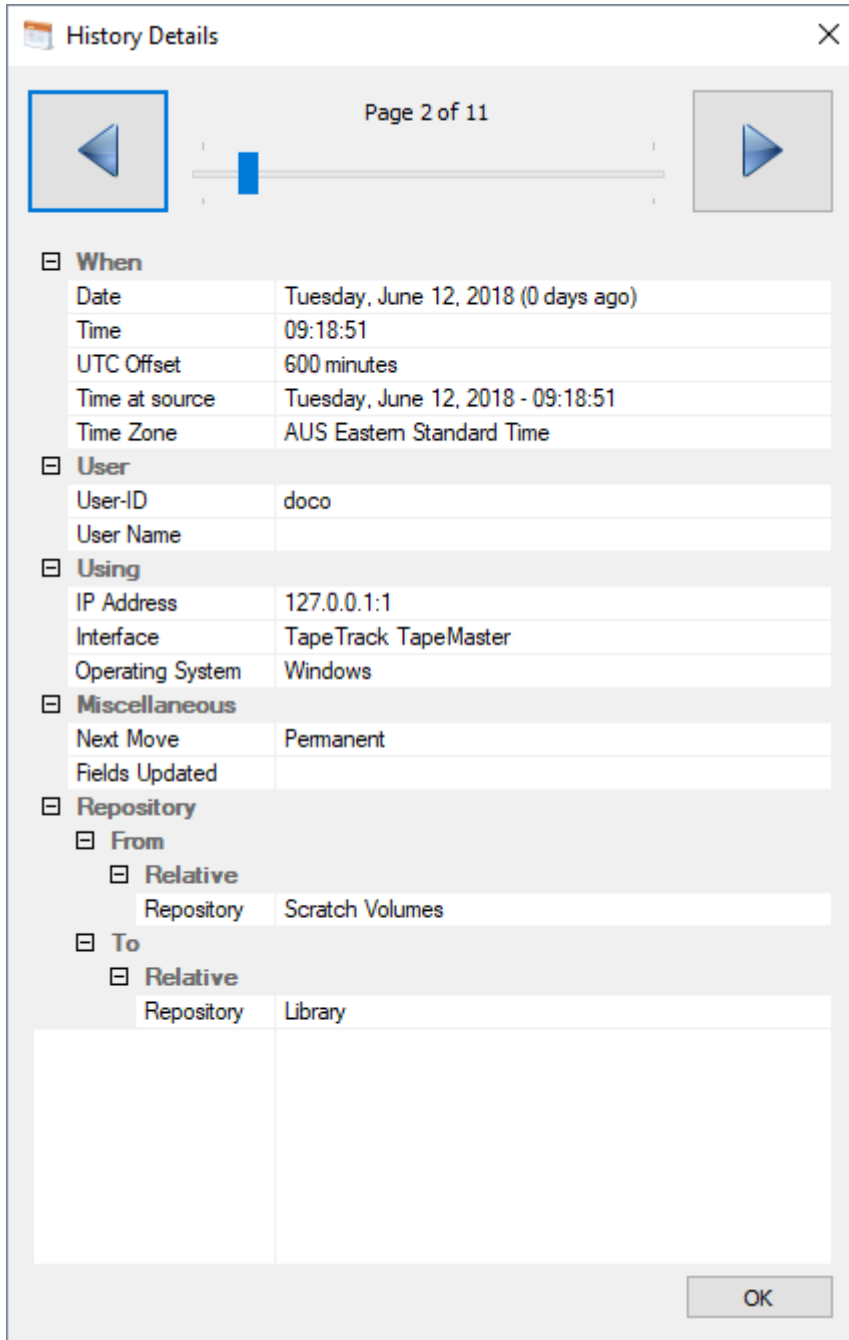 History Details
Page 2 of 11
When
Date Tuesday, June 12, 2018 (0 days ago)
Time 09:18:51
UTC Offset 600 minutes
Time at source Tuesday, June 12, 2018 - 09:18:51
Time Zone AUS Eastern Standard Time
User
User-ID doco
User Name
Using
IP Address 127.0.0.1:1
Interface TapeTrack TapeMaster
Operating System Windows
Miscellaneous
Next Move Permanent
Fields Updated
Repository
From
Relative
Repository Scratch Volumes
To
Relative
Repository Library
OK